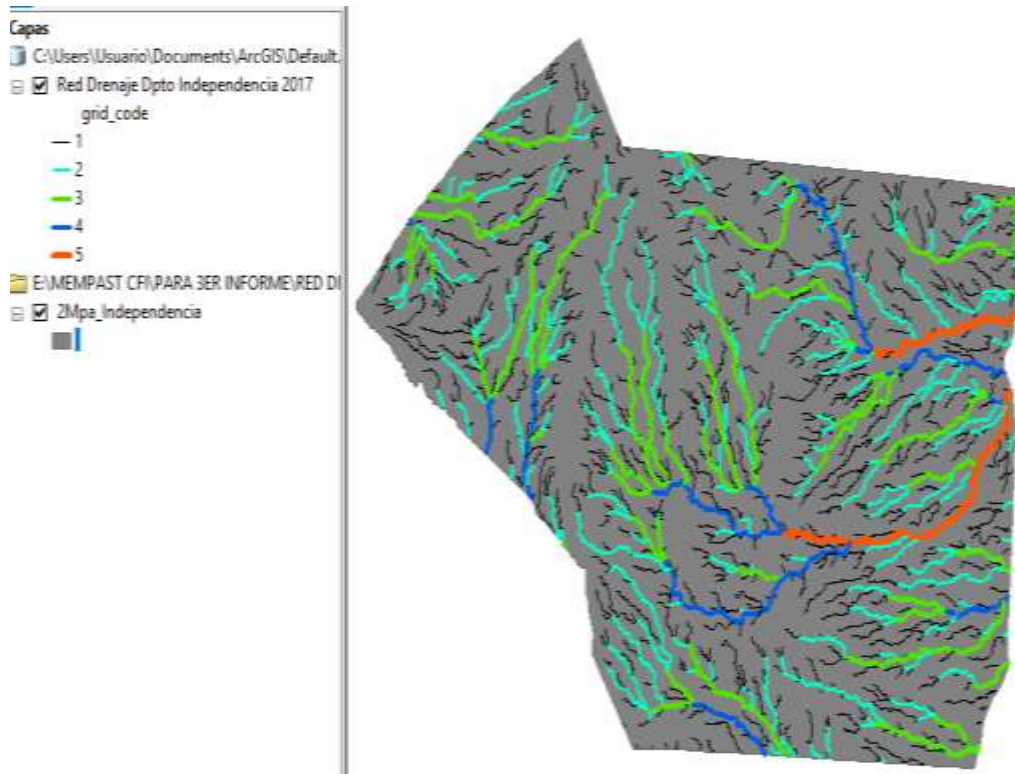 Capas
C:\Users\Usuario\Documents\ArcGIS\Default.
Red Drenaje Dpto Independencia 2017
grid_code
1
2
3
4
5
E:\MEMPAST CFI\PARA 3ER INFORME\RED DI
2Mpa_Independencia